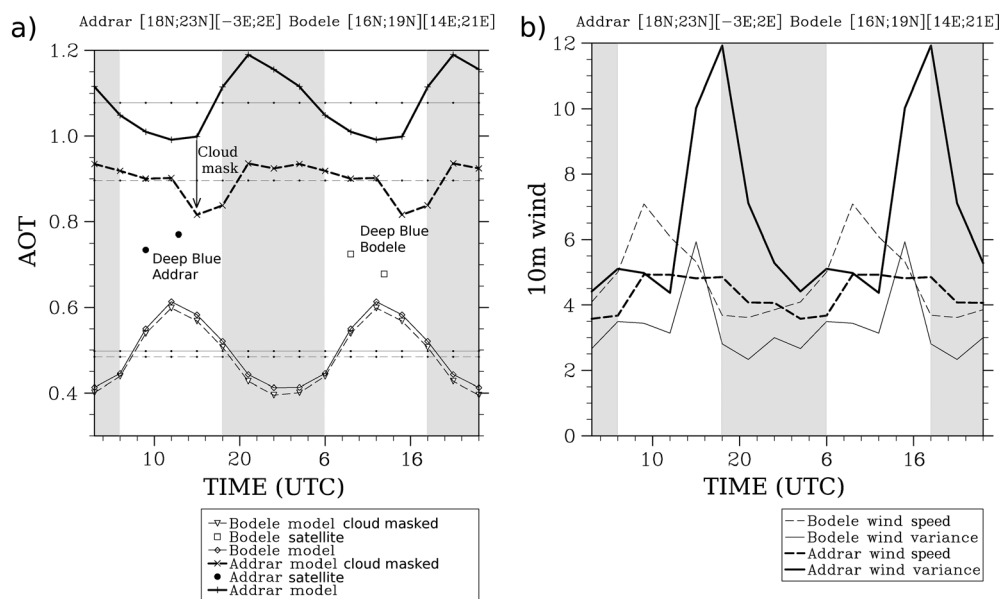 a)
Addrar [18N;23N][-3E;2E] Bodele [16N;19N][14E;21E]
1.2
1.0
0.8
0.6
0.4
AOT
Cloud
mask
Deep Blue
Addrar
Deep Blue
Bodele
10
20
6
16
TIME (UTC)
Bodele model cloud masked
Bodele satellite
Bodele model
Addrar model cloud masked
Addrar satellite
Addrar model
b)
Addrar [18N;23N][-3E;2E] Bodele [16N;19N][14E;21E]
12
10
8
6
4
2
0
10m wind
10
20
6
16
TIME (UTC)
Bodele wind speed
Bodele wind variance
Addrar wind speed
Addrar wind variance